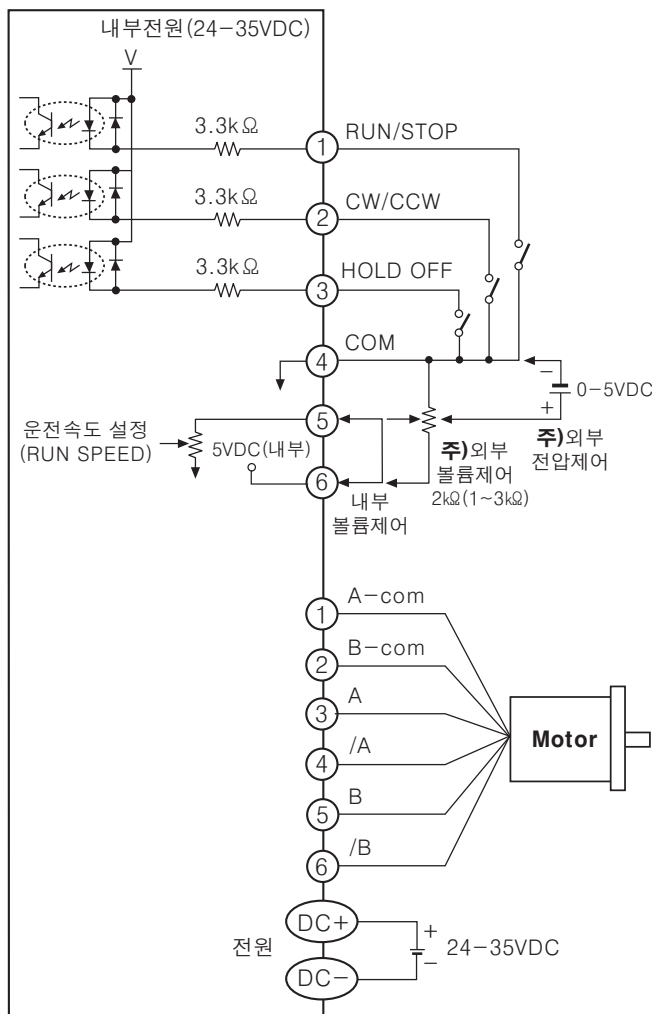 내부전원(24-35VDC)
V
3.3kΩ
1
RUN/STOP
3.3kΩ
2
CW/CCW
3.3kΩ
3
HOLD OFF
4
COM
-
+
0-5VDC
운전속도 설정
(RUN SPEED)
5VDC(내부)
5
6
내부
볼륨제어
주)외부
볼륨제어
2kΩ(1~3kΩ)
주)외부
전압제어
1
A-com
2
B-com
3
A
4
/A
5
B
6
/B
Motor
전원
DC+
DC-
+
-
24-35VDC